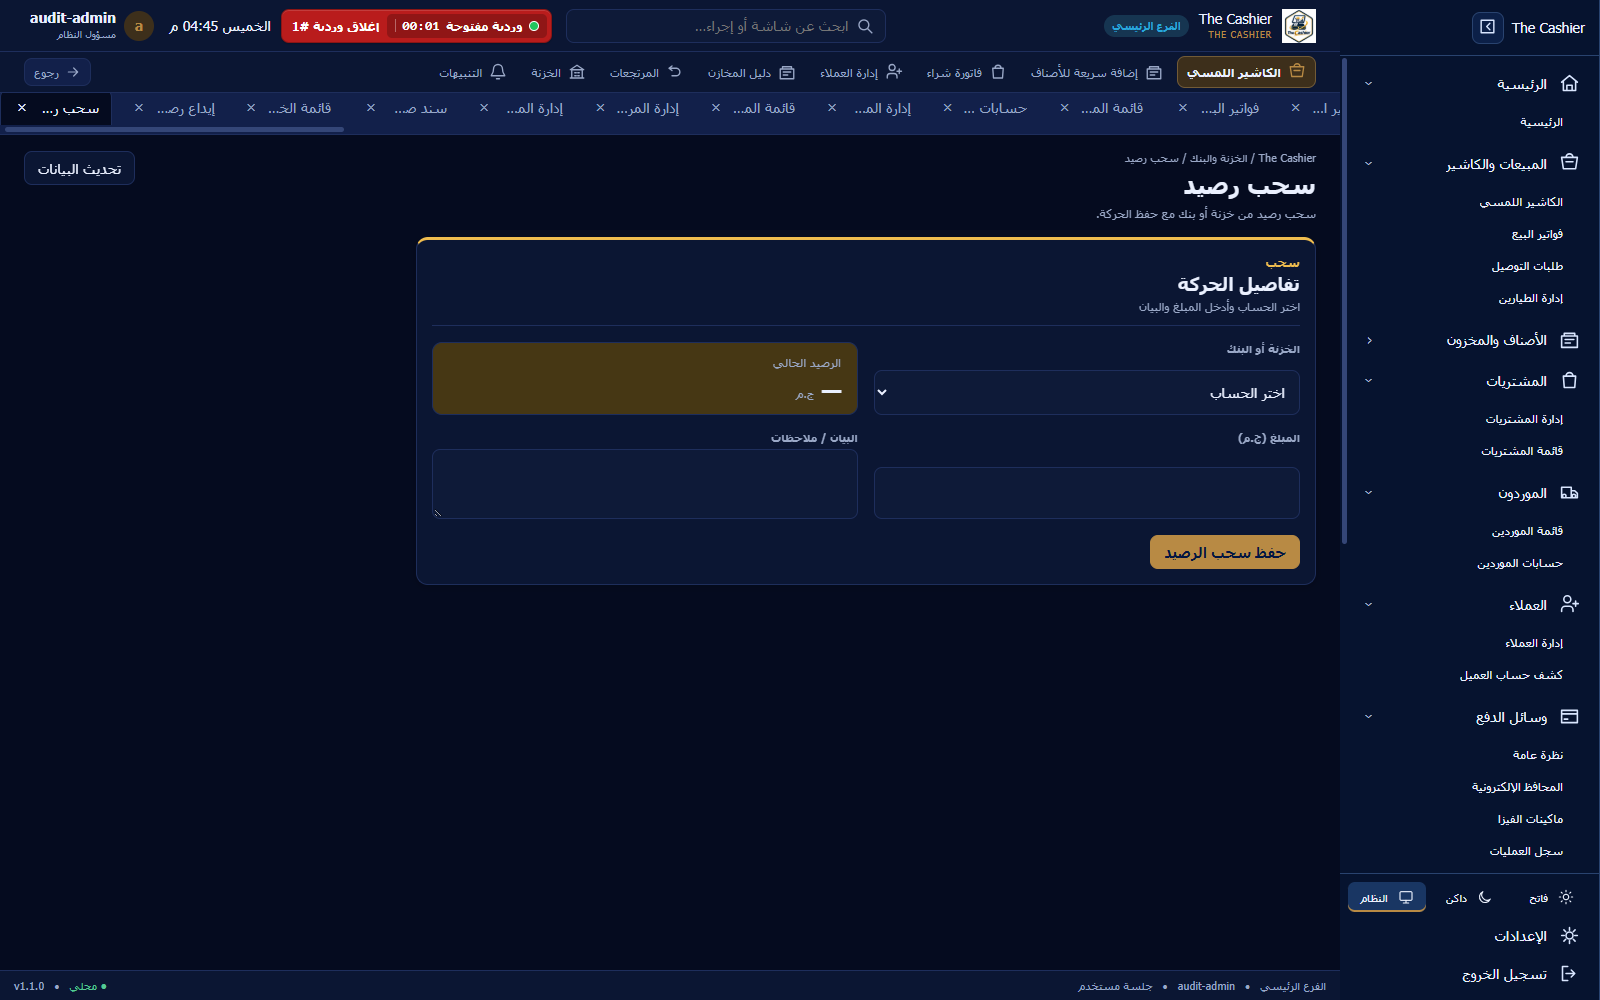 The Cashier
الرئيسية
الرئيسية
المبيعات والكاشير
الكاشير اللمسي
فواتير البيع
طلبات التوصيل
إدارة الطيارين
الأصناف والمخزون
المشتريات
إدارة المشتريات
قائمة المشتريات
الموردون
قائمة الموردين
حسابات الموردين
العملاء
إدارة العملاء
كشف حساب العميل
وسائل الدفع
نظرة عامة
المحافظ الإلكترونية
ماكينات الفيزا
سجل العمليات
فاتح
داكن
النظام
الإعدادات
تسجيل الخروج
The Cashier
THE CASHIER
الفرع الرئيسي
ابحث عن شاشة أو إجراء...
وردية مفتوحة 00:01
إغلاق وردية #1
الخميس 04:45 م
a
audit-admin
مسؤول النظام
الكاشير اللمسي
إضافة سريعة للأصناف
فاتورة شراء
إدارة العملاء
دليل المخازن
المرتجعات
الخزنة
التنبيهات
رجوع
ير ا...
فواتير الب...
قائمة الم...
حسابات ...
إدارة الم...
قائمة الم...
إدارة المر...
إدارة الم...
سند ص...
قائمة الخ...
إيداع رص...
سحب ر...
The Cashier / الخزنة والبنك / سحب رصيد
سحب رصيد
سحب رصيد من خزنة أو بنك مع حفظ الحركة.
تحديث البيانات
سحب
تفاصيل الحركة
اختر الحساب وأدخل المبلغ والبيان
الخزنة أو البنك
اختر الحساب
الرصيد الحالي
— ج.م
المبلغ (ج.م)
البيان / ملاحظات
حفظ سحب الرصيد
الفرع الرئيسي • audit-admin • جلسة مستخدم
محلي • v1.1.0